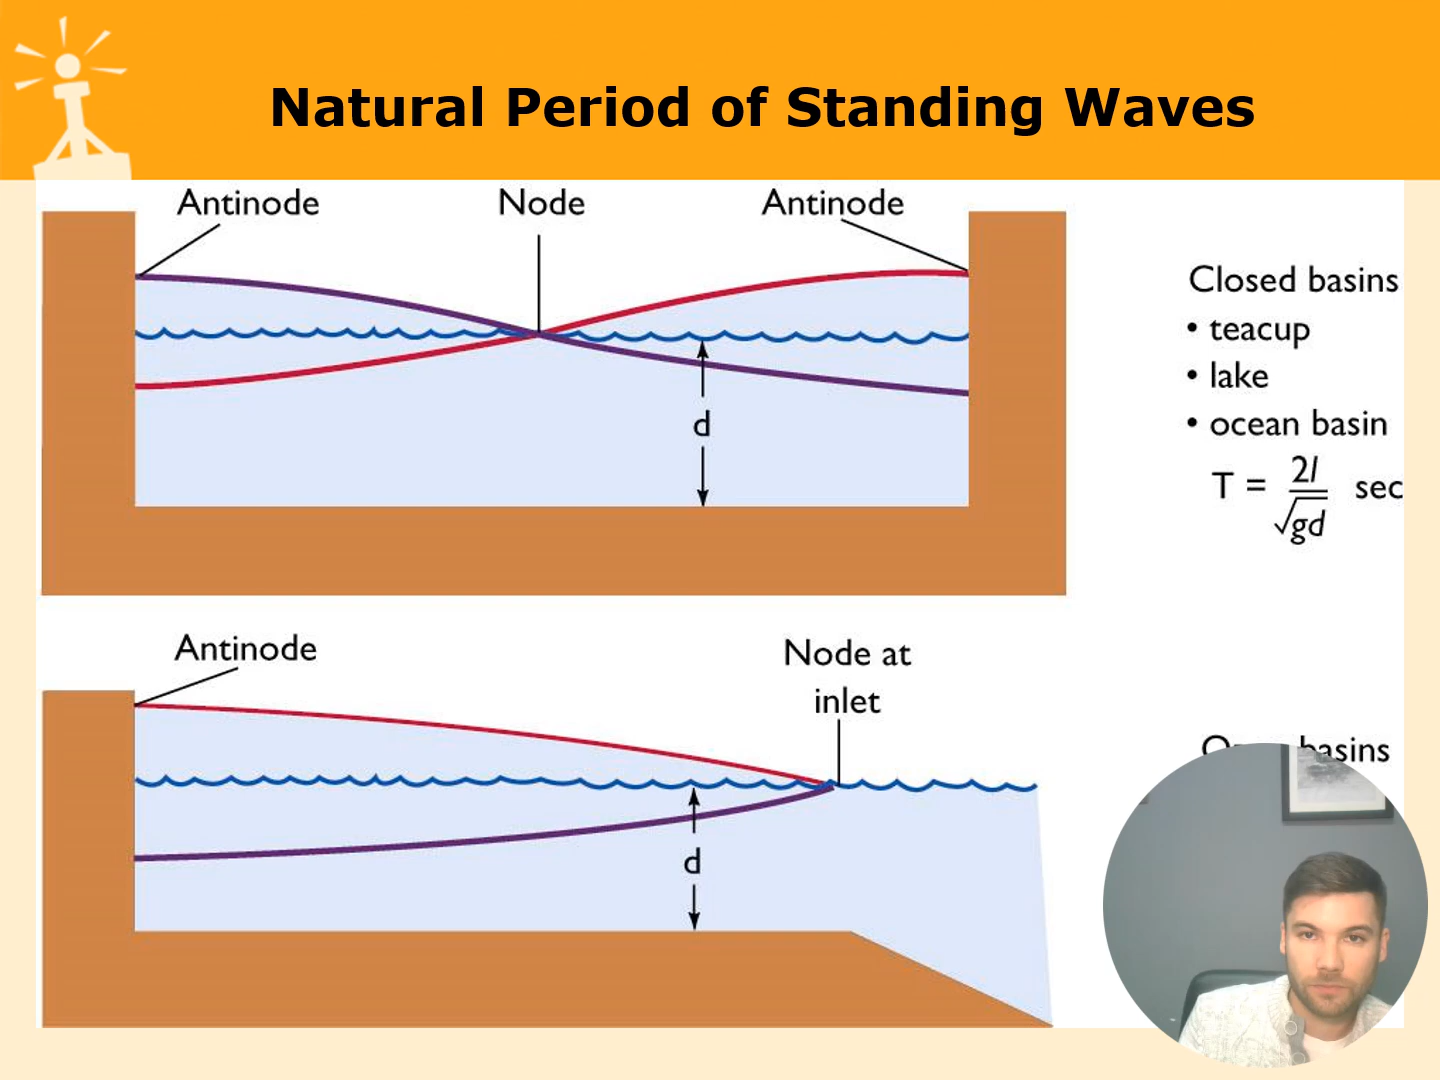 Natural Period of Standing Waves
Antinode
Node
Antinode
d
Closed basins
• teacup
• lake
• ocean basin
T = 2l / √gd sec
Antinode
Node at
inlet
d
basins